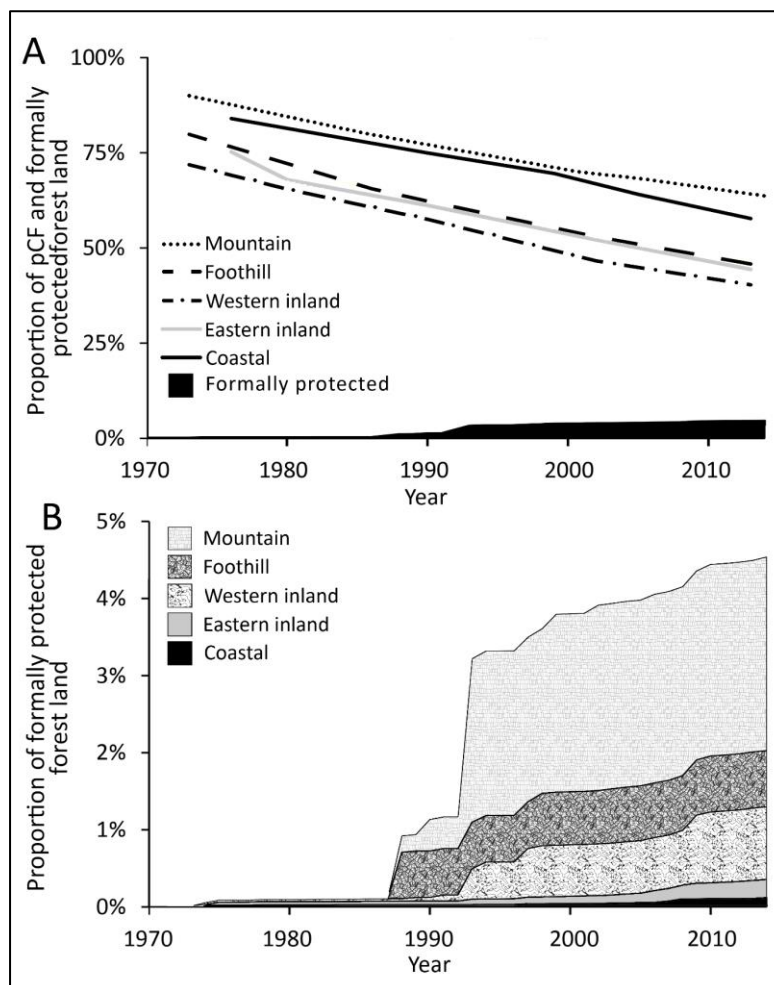 A
Proportion of pCF and formally
protectedforest land
100%
75%
50%
25%
0%
Mountain
Foothill
Western inland
Eastern inland
Coastal
Formally protected
1970 1980 1990 2000 2010
Year
B
Proportion of formally protected
forest land
5%
4%
3%
2%
1%
0%
Mountain
Foothill
Western inland
Eastern inland
Coastal
1970 1980 1990 2000 2010
Year